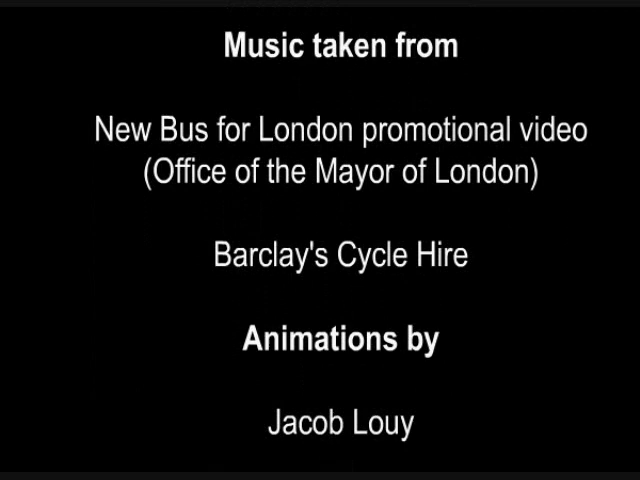 Music taken from
New Bus for London promotional video
(Office of the Mayor of London)
Barclay's Cycle Hire
Animations by
Jacob Louy